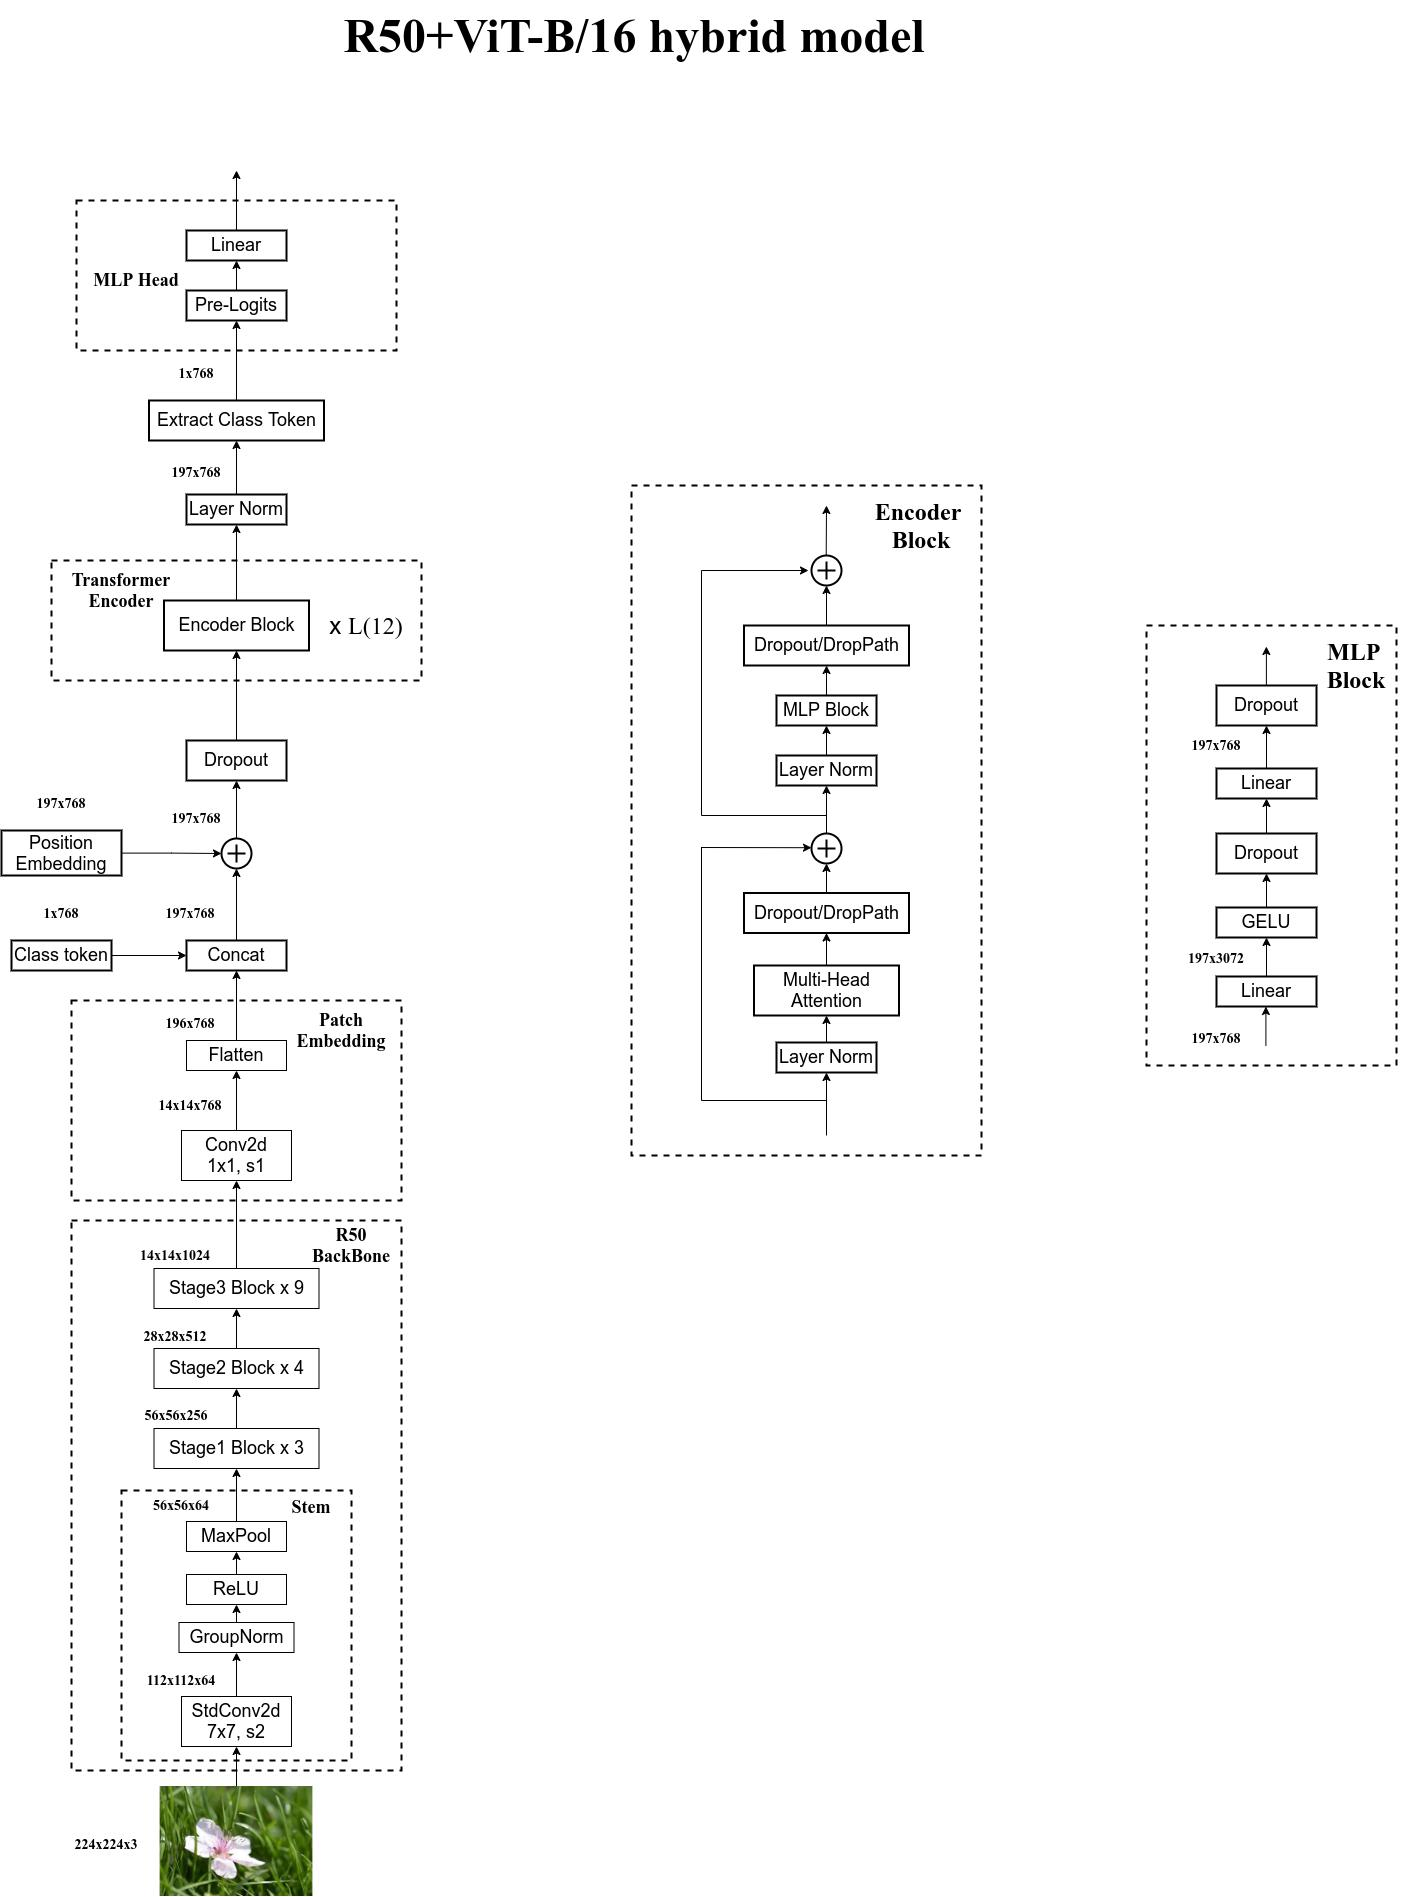 R50+ViT-B/16 hybrid model
Linear
MLP Head
Pre-Logits
1x768
Extract Class Token
197x768
Layer Norm
Transformer
Encoder
Encoder Block
x L(12)
Dropout
197x768
197x768
Position
Embedding
1x768
197x768
Class token
Concat
196x768
Patch
Embedding
Flatten
14x14x768
Conv2d
1x1, s1
R50
BackBone
14x14x1024
Stage3 Block x 9
28x28x512
Stage2 Block x 4
56x56x256
Stage1 Block x 3
56x56x64
Stem
MaxPool
ReLU
GroupNorm
112x112x64
StdConv2d
7x7, s2
224x224x3
Encoder
Block
Dropout/DropPath
MLP Block
Layer Norm
Dropout/DropPath
Multi-Head
Attention
Layer Norm
MLP
Block
Dropout
197x768
Linear
Dropout
GELU
197x3072
Linear
197x768